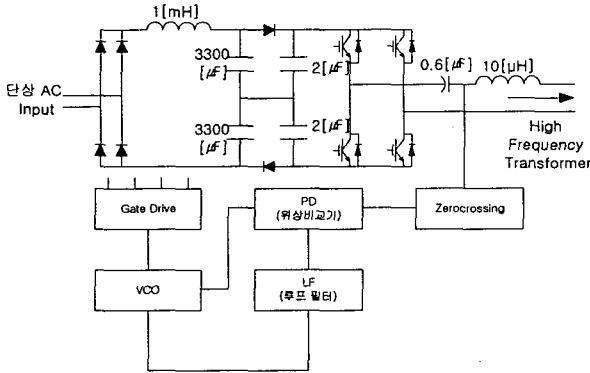 1[mH]
3300
[μF]
2[μF]
0.6[μF]
10[μH]
단상 AC
Input
3300
[μF]
2[μF]
High
Frequency
Transformer
Gate Drive
PD
(위상비교기)
Zerocrossing
VCO
LF
(루프 필터)